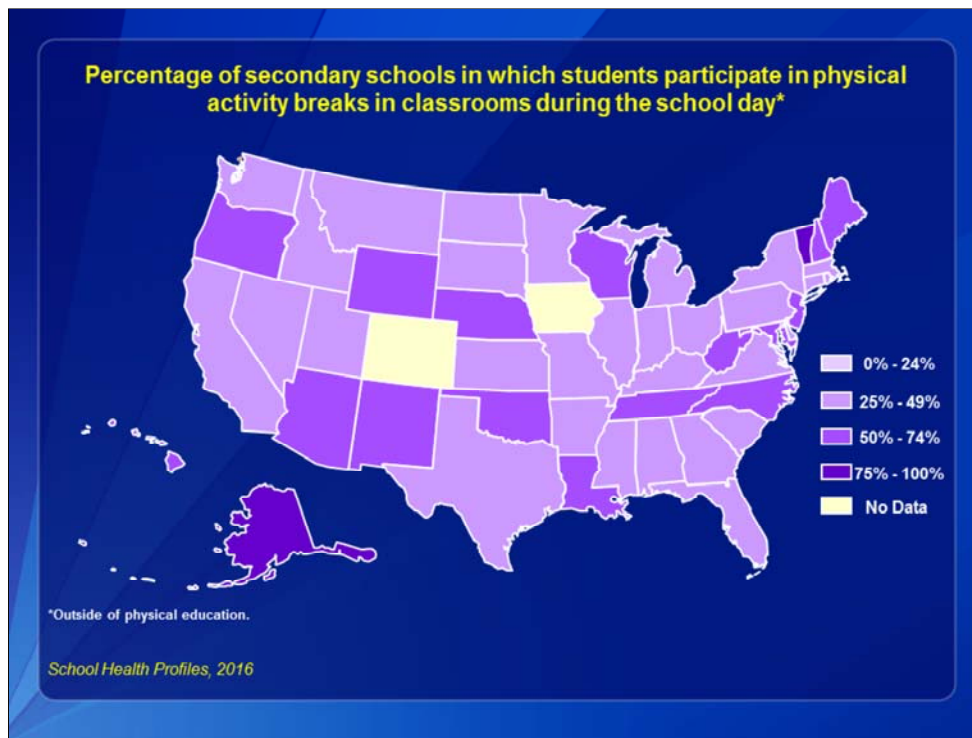 Percentage of secondary schools in which students participate in physical
activity breaks in classrooms during the school day*
0% - 24%
25% - 49%
50% - 74%
75% - 100%
No Data
*Outside of physical education.
School Health Profiles, 2016